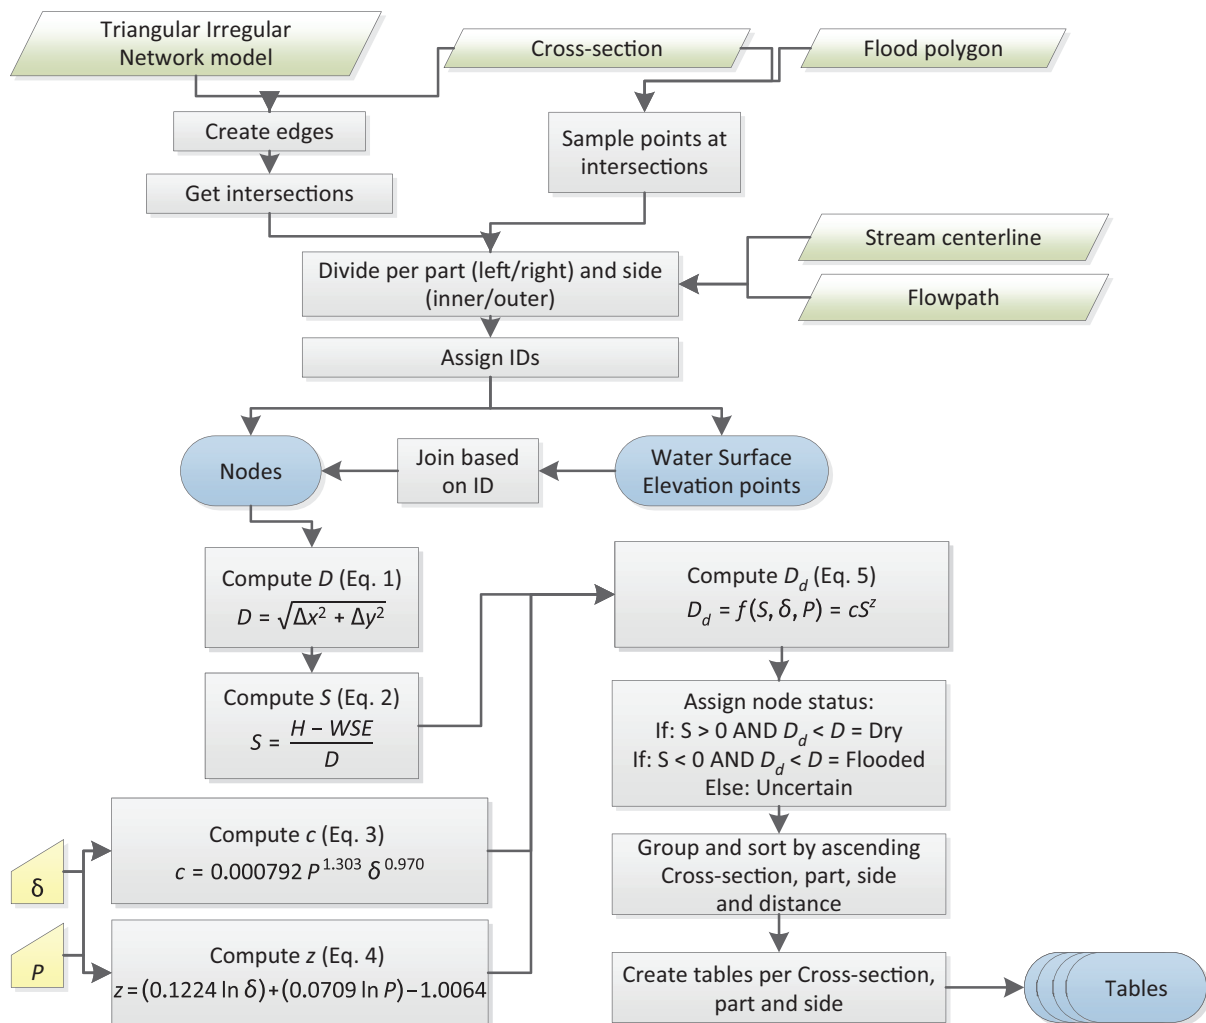 Triangular Irregular
Network model
Cross-section
Flood polygon
Create edges
Sample points at
intersections
Get intersections
Stream centerline
Divide per part (left/right) and side
(inner/outer)
Flowpath
Assign IDs
Nodes
Join based
on ID
Water Surface
Elevation points
Compute D (Eq. 1)
D = √(Δx² + Δy²)
Compute S (Eq. 2)
S = (H − WSE)/D
Compute c (Eq. 3)
c = 0.000792 P^1.303 δ^0.970
δ
P
Compute z (Eq. 4)
z = (0.1224 ln δ) + (0.0709 ln P) − 1.0064
Compute D_d (Eq. 5)
D_d = f(S, δ, P) = cS^z
Assign node status:
If: S > 0 AND D_d < D = Dry
If: S < 0 AND D_d < D = Flooded
Else: Uncertain
Group and sort by ascending
Cross-section, part, side
and distance
Create tables per Cross-section,
part and side
Tables